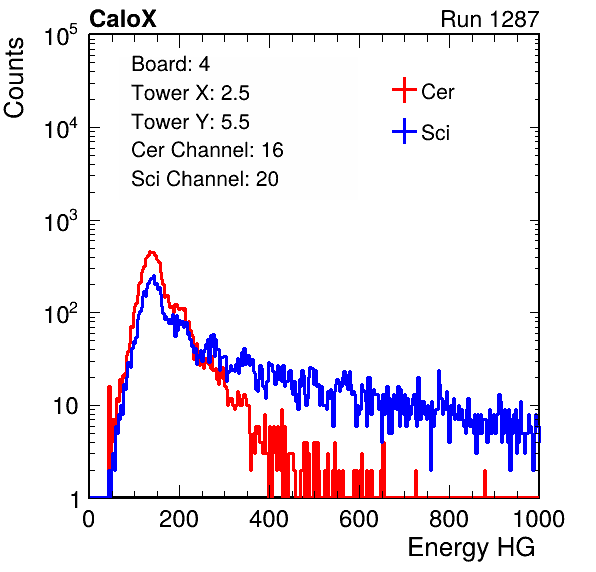 CaloX Run 1287
Counts
10^5
10^4
10^3
10^2
10
1
Board: 4
Tower X: 2.5
Tower Y: 5.5
Cer Channel: 16
Sci Channel: 20
Cer
Sci
0 200 400 600 800 1000
Energy HG